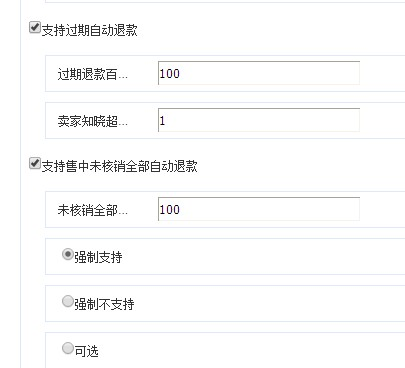 支持过期自动退款
过期退款百... 100
卖家知晓超... 1
支持售中未核销全部自动退款
未核销全部... 100
强制支持
强制不支持
可选